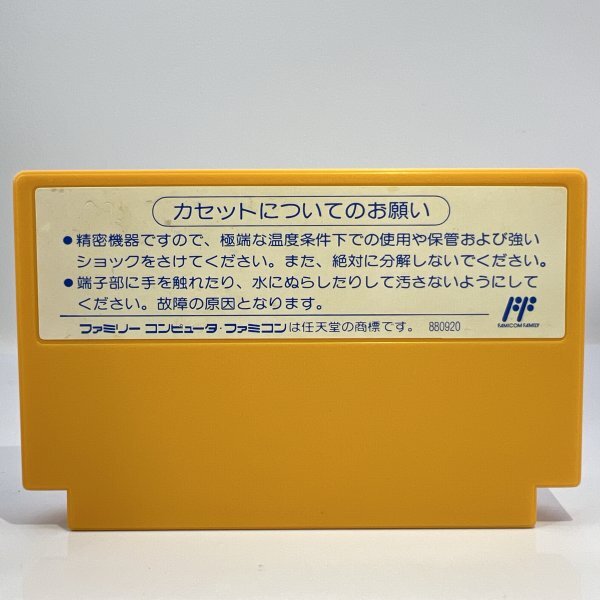 カセットについてのお願い
●精密機器ですので、極端な温度条件下での使用や保管および強い
ショックをさけてください。また、絶対に分解しないでください。
●端子部に手を触れたり、水にぬらしたりして汚さないようにして
ください。故障の原因となります。
FAMICOM FAMILY
ファミリー コンピュータ・ファミコンは任天堂の商標です。 880920